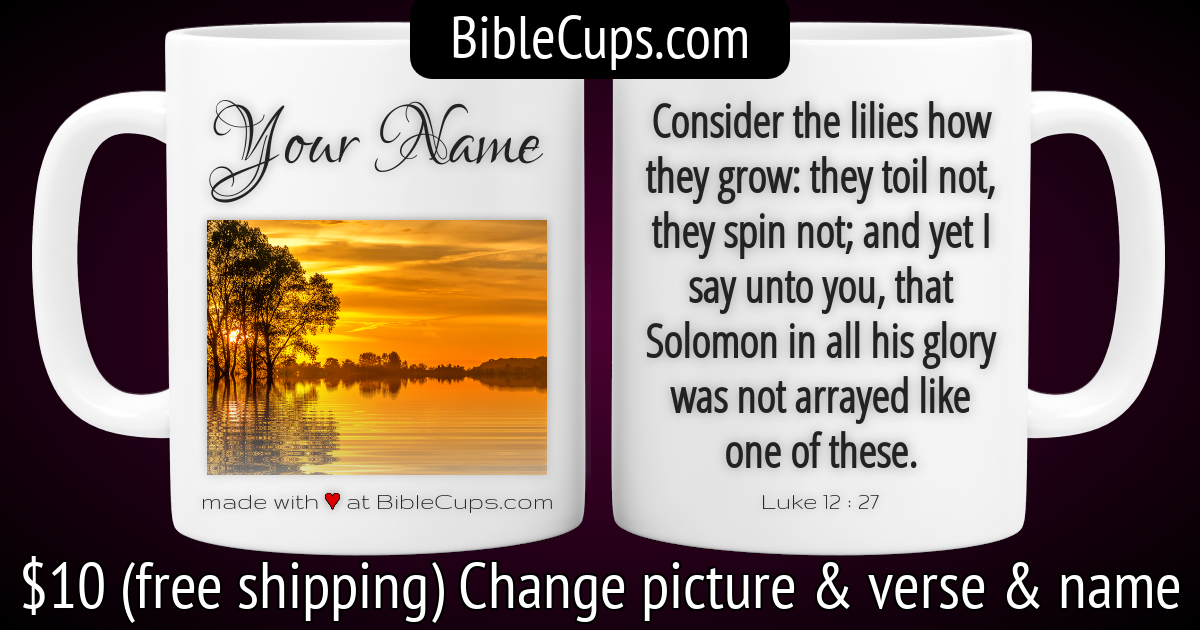 BibleCups.com
Your Name
made with ♥ at BibleCups.com
Consider the lilies how
they grow: they toil not,
they spin not; and yet I
say unto you, that
Solomon in all his glory
was not arrayed like
one of these.
Luke 12 : 27
$10 (free shipping) Change picture & verse & name